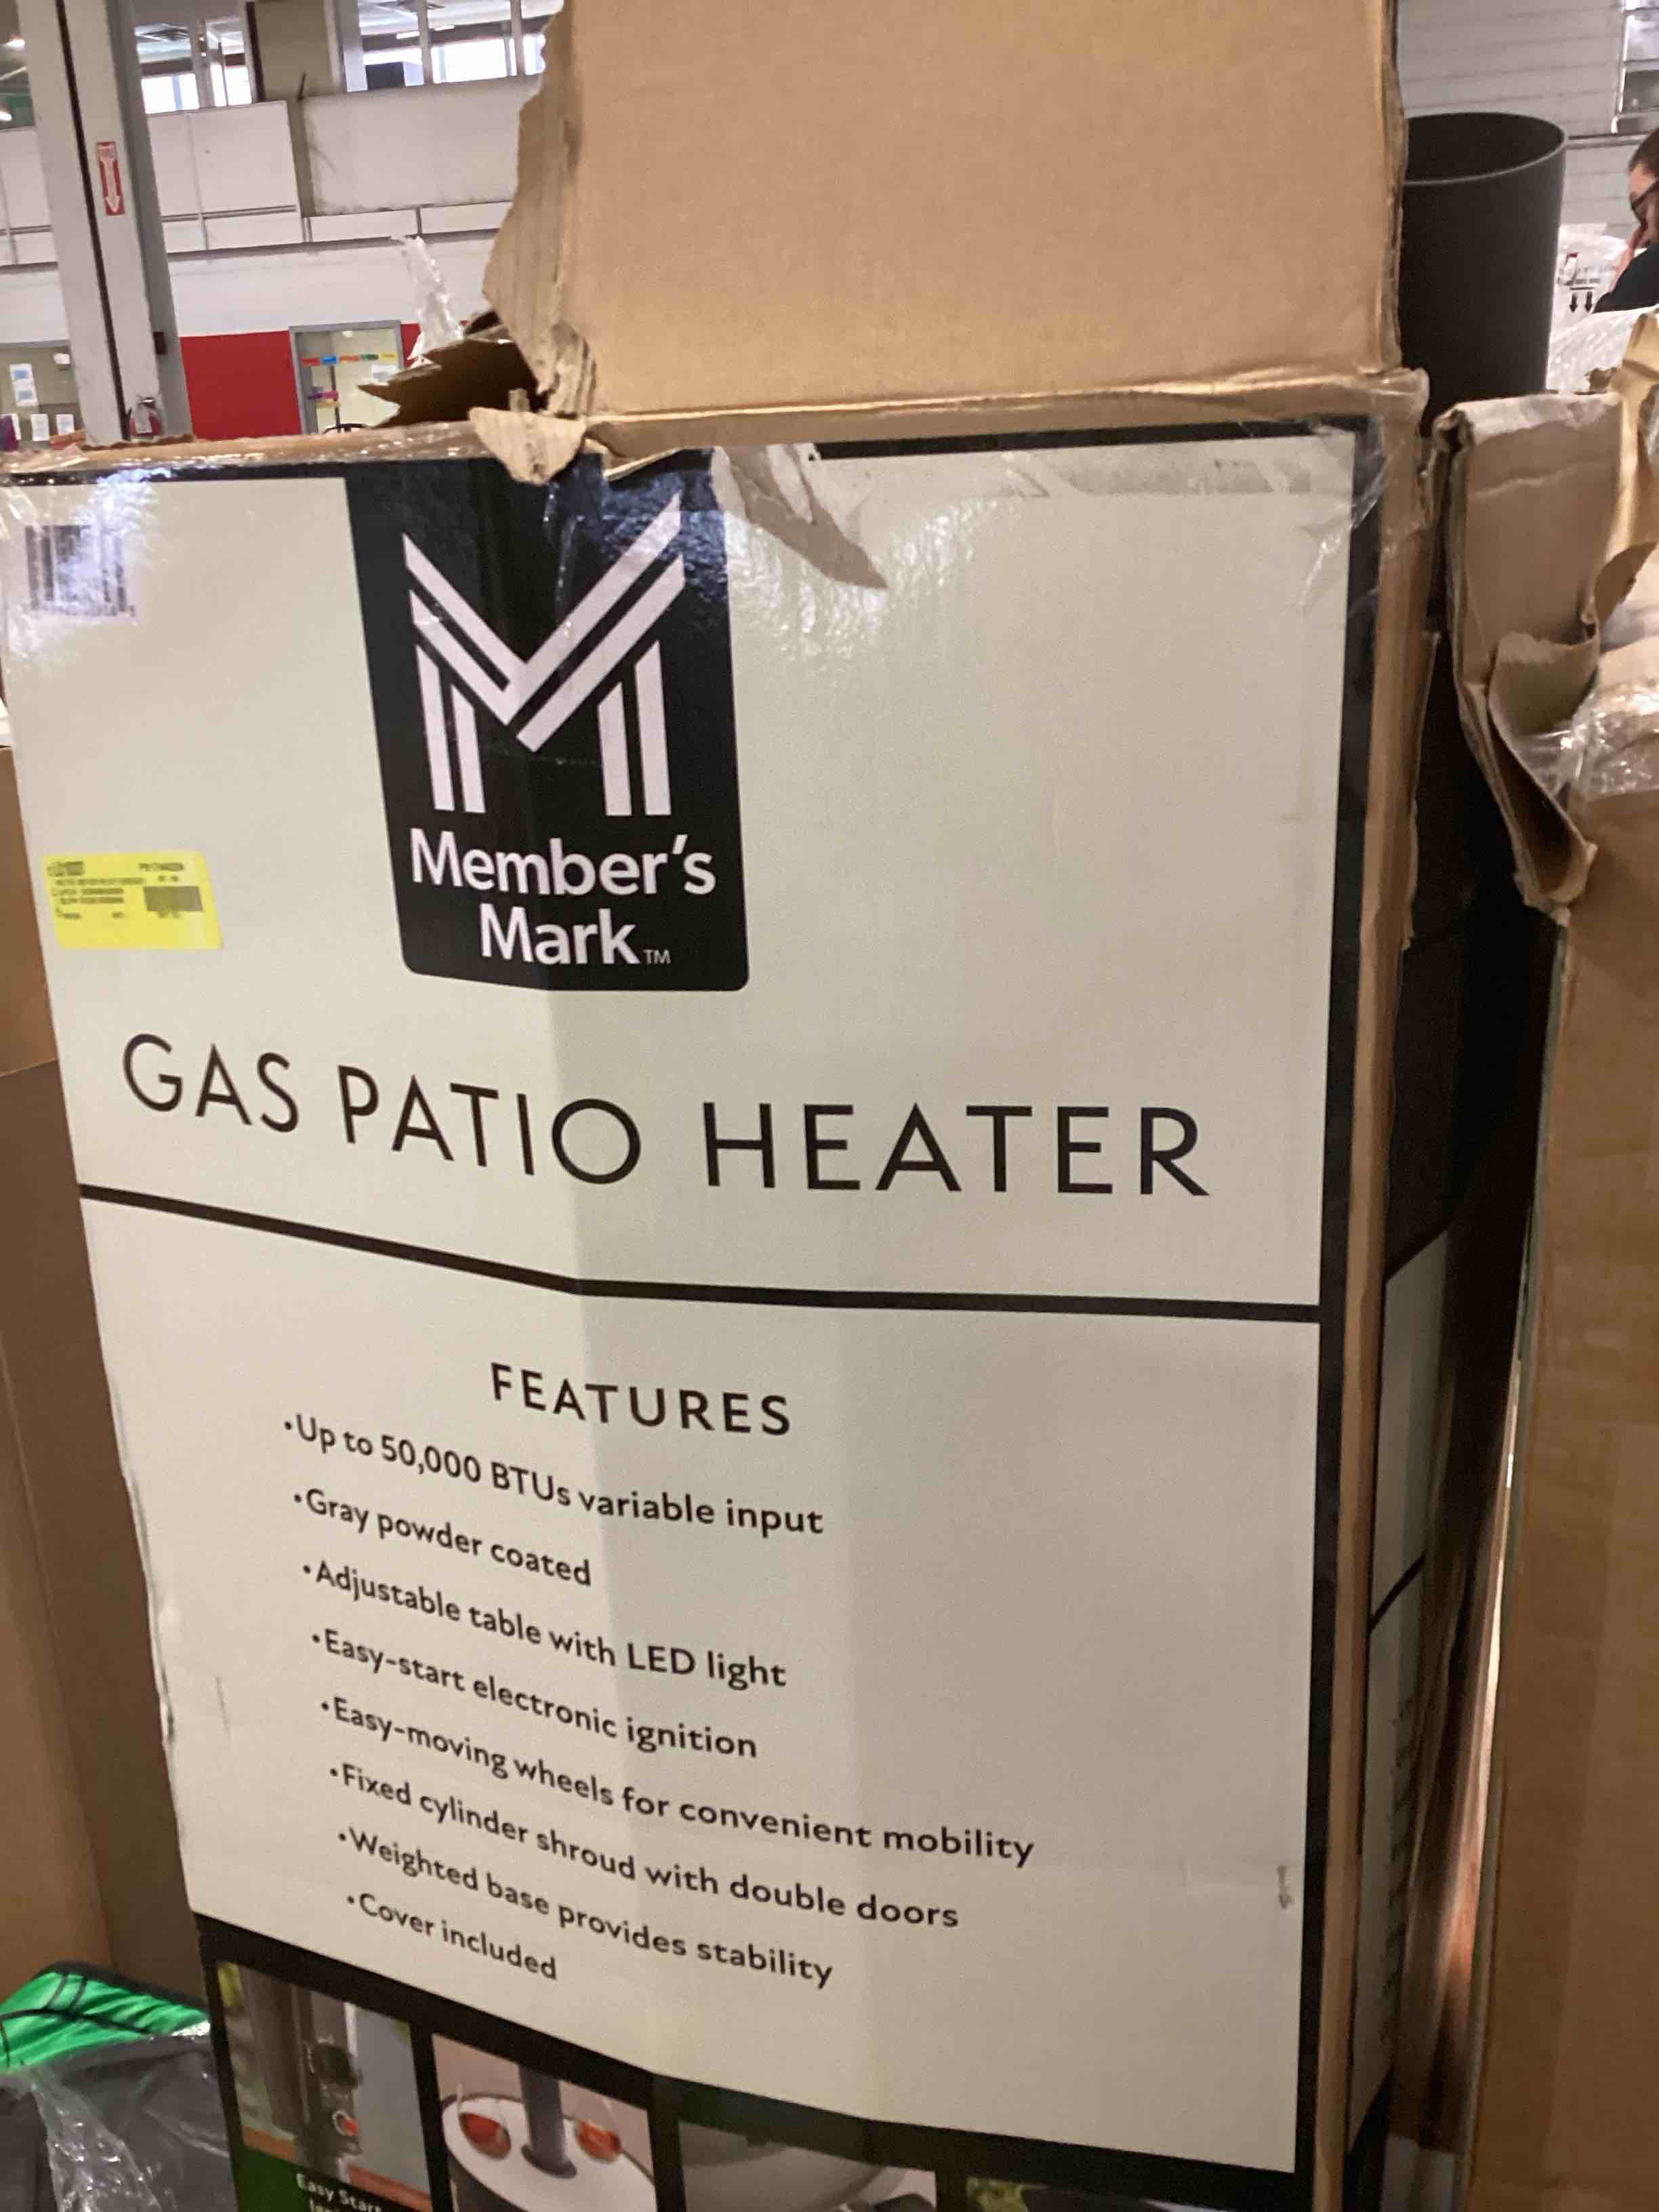 Member's
Mark™
GAS PATIO HEATER
FEATURES
•Up to 50,000 BTUs variable input
•Gray powder coated
•Adjustable table with LED light
•Easy-start electronic ignition
•Easy-moving wheels for convenient mobility
•Fixed cylinder shroud with double doors
•Weighted base provides stability
•Cover included
Easy Start